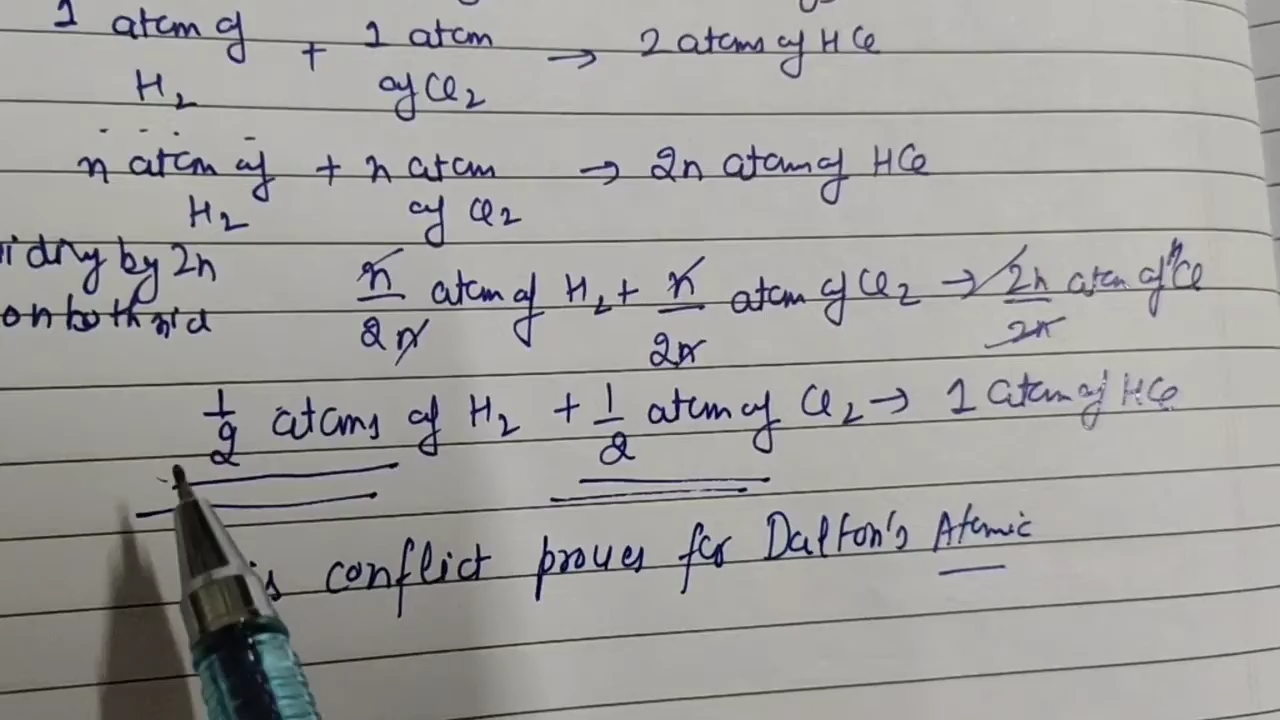 1 atom of + 1 atom → 2 atoms of HCl
H₂ of Cl₂
n atom of + n atom → 2n atom of HCl
H₂ of Cl₂
by 2n n/2n atom of H₂ + n/2n atom of Cl₂ → 2n/2n atom of HCl
on both
1/2 atoms of H₂ + 1/2 atom of Cl₂ → 1 atom of HCl
conflict proves for Dalton's Atomic